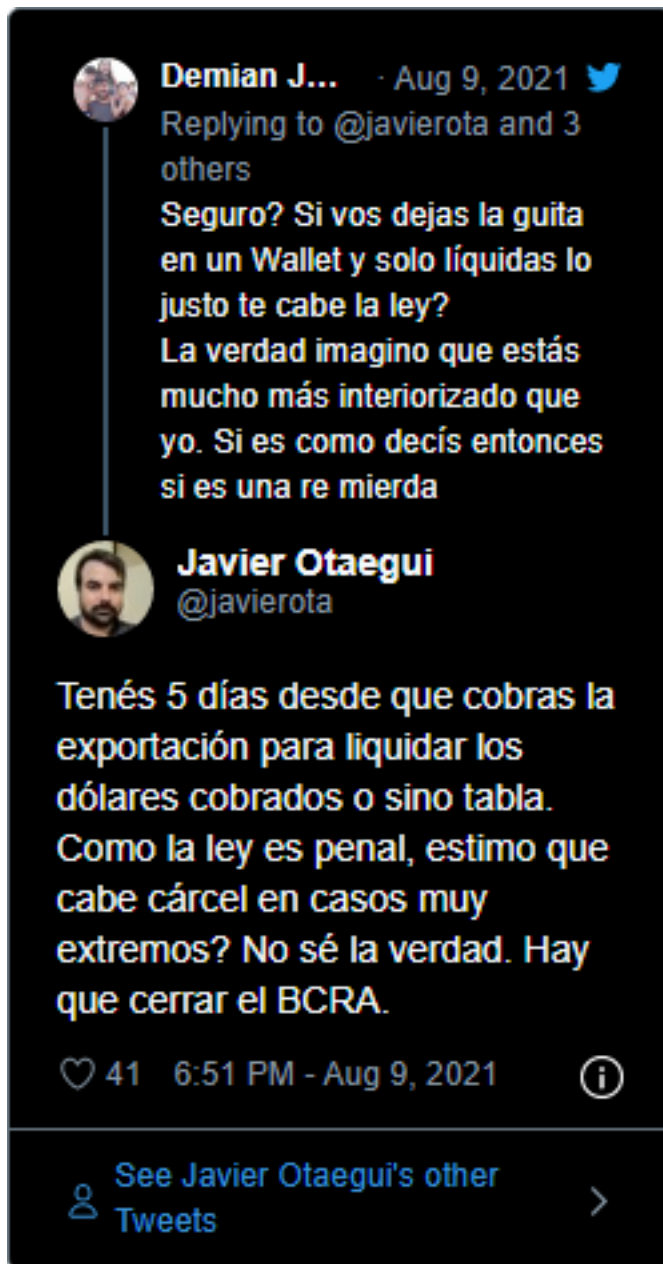 Demian J... · Aug 9, 2021
Replying to @javierota and 3
others
Seguro? Si vos dejas la guita
en un Wallet y solo líquidas lo
justo te cabe la ley?
La verdad imagino que estás
mucho más interiorizado que
yo. Si es como decís entonces
si es una re mierda
Javier Otaegui
@javierota
Tenés 5 días desde que cobras la
exportación para liquidar los
dólares cobrados o sino tabla.
Como la ley es penal, estimo que
cabe cárcel en casos muy
extremos? No sé la verdad. Hay
que cerrar el BCRA.
41 6:51 PM - Aug 9, 2021
See Javier Otaegui's other
Tweets